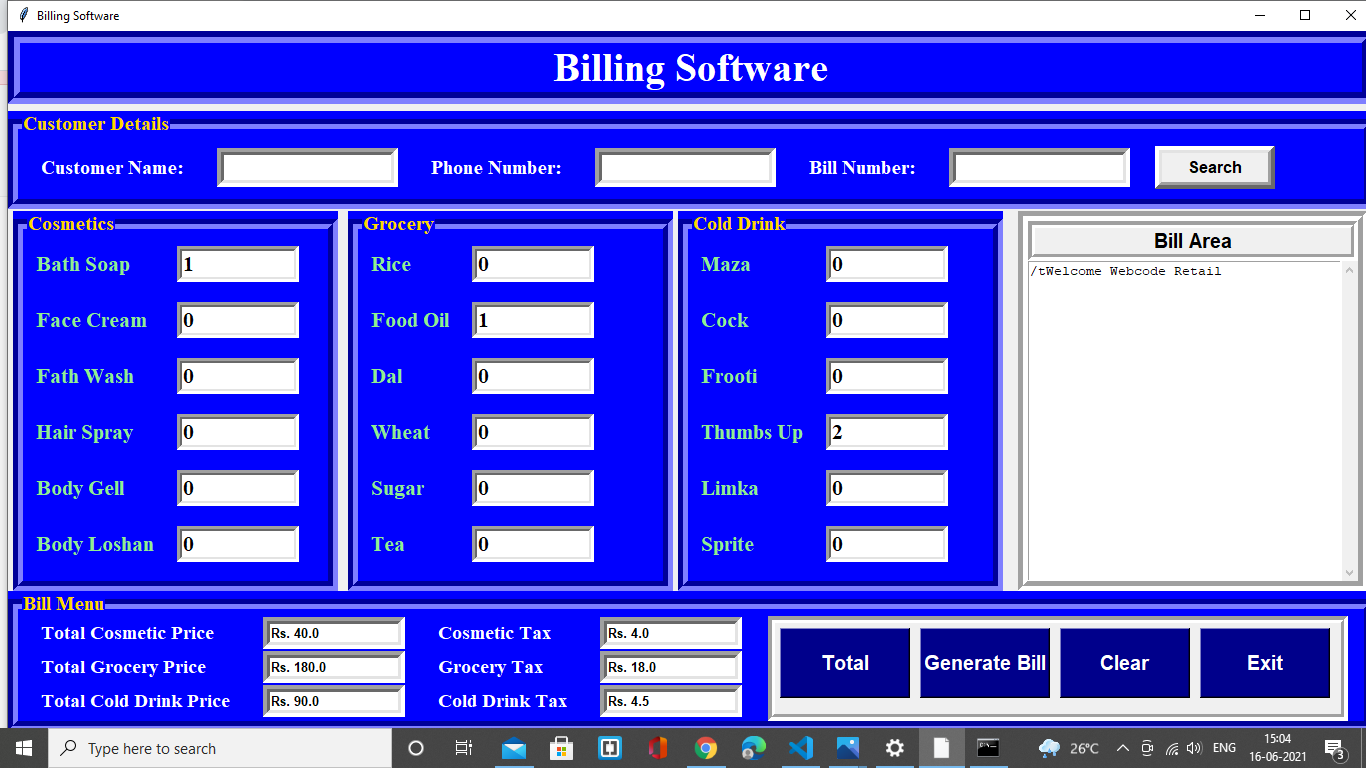 Billing Software
Billing Software
Customer Details
Customer Name: Phone Number: Bill Number: Search
Cosmetics
Bath Soap 1
Face Cream 0
Fath Wash 0
Hair Spray 0
Body Gell 0
Body Loshan 0
Grocery
Rice 0
Food Oil 1
Dal 0
Wheat 0
Sugar 0
Tea 0
Cold Drink
Maza 0
Cock 0
Frooti 0
Thumbs Up 2
Limka 0
Sprite 0
Bill Area
/tWelcome Webcode Retail
Bill Menu
Total Cosmetic Price Rs. 40.0 Cosmetic Tax Rs. 4.0
Total Grocery Price Rs. 180.0 Grocery Tax Rs. 18.0
Total Cold Drink Price Rs. 90.0 Cold Drink Tax Rs. 4.5
Total Generate Bill Clear Exit
Type here to search
26°C
ENG
15:04
16-06-2021
3